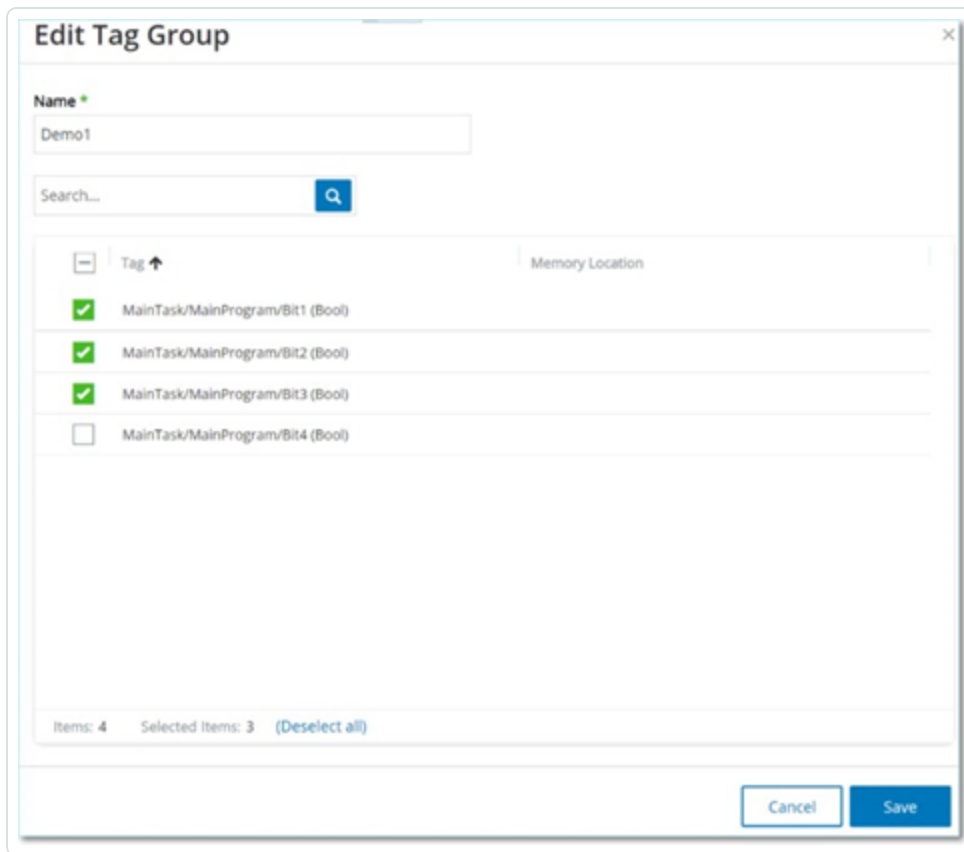 Edit Tag Group
Name *
Demo1
Search...
Tag Memory Location
MainTask/MainProgram/Bit1 (Bool)
MainTask/MainProgram/Bit2 (Bool)
MainTask/MainProgram/Bit3 (Bool)
MainTask/MainProgram/Bit4 (Bool)
Items: 4 Selected Items: 3 (Deselect all)
Cancel Save